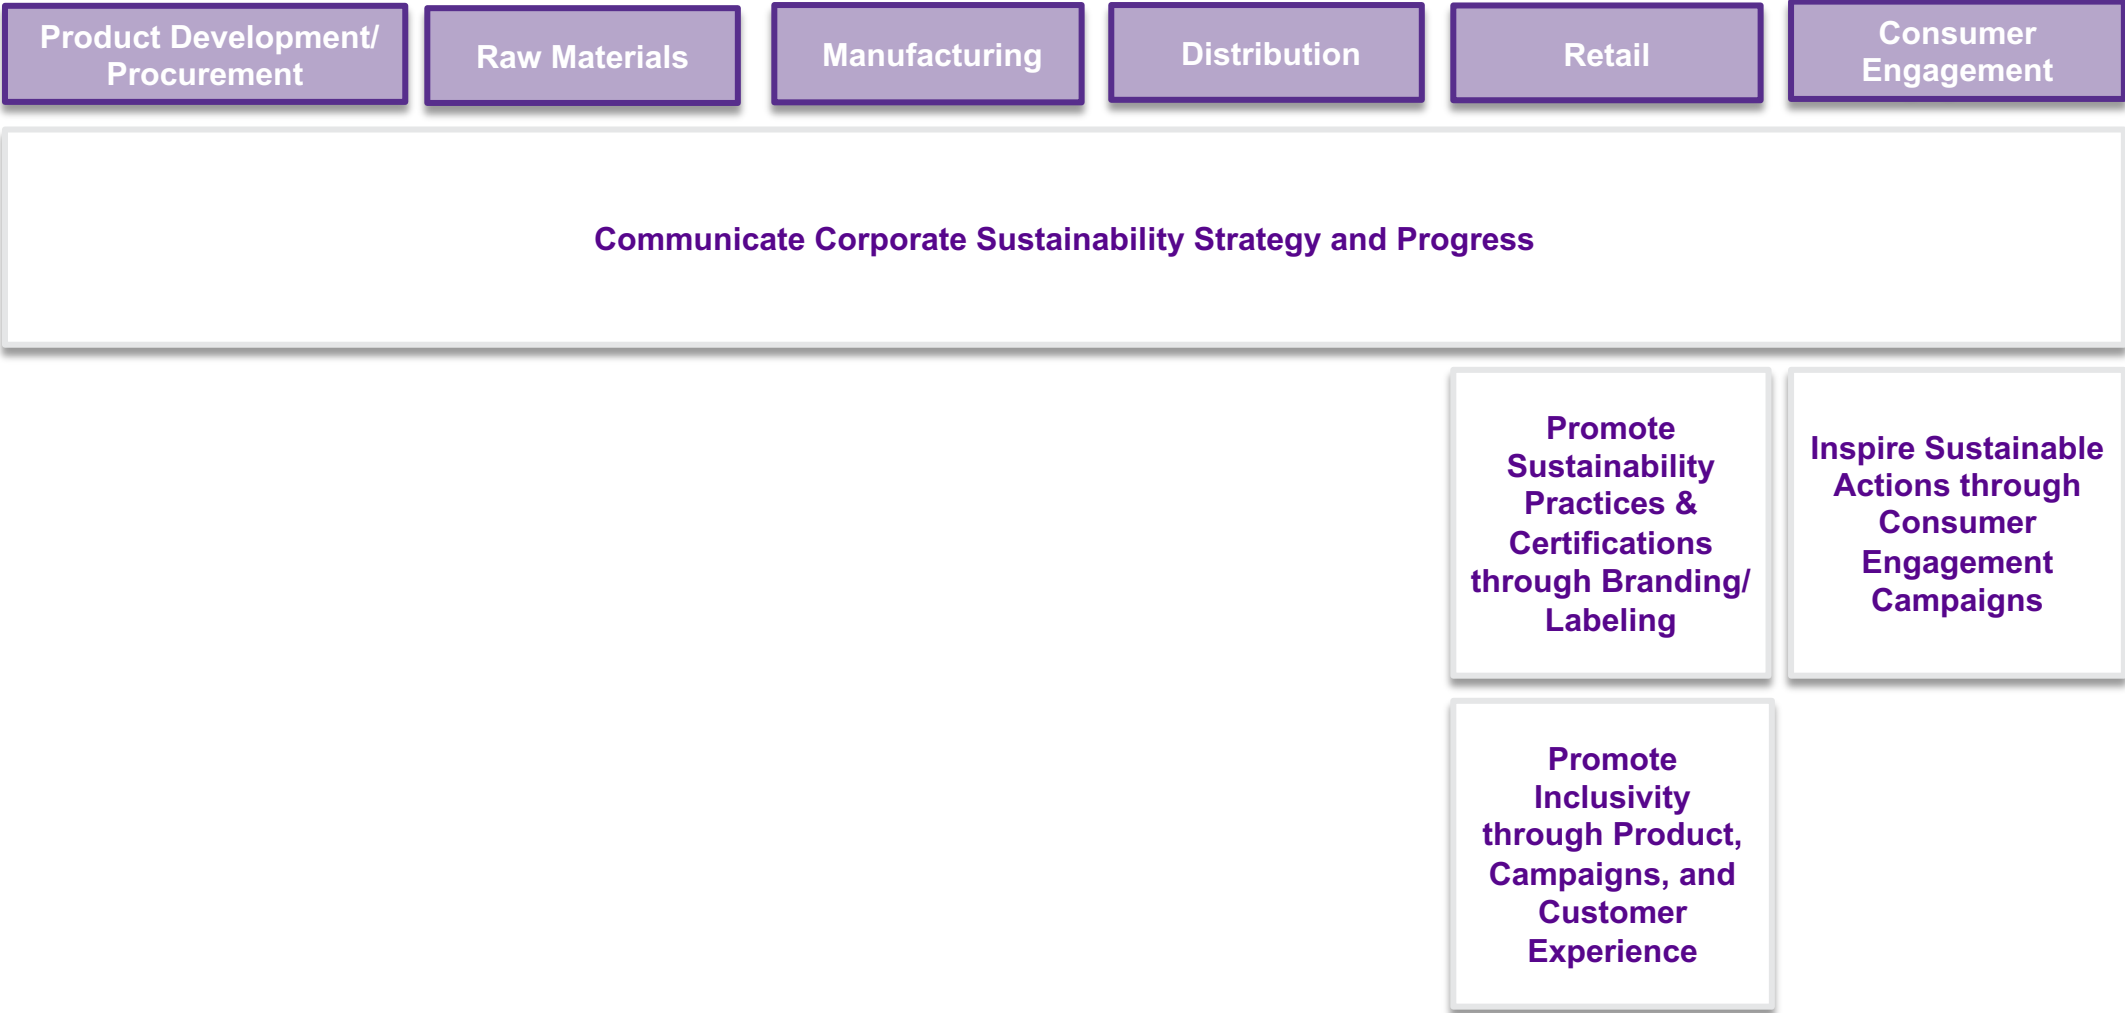 Product Development/
Procurement
Raw Materials
Manufacturing
Distribution
Retail
Consumer
Engagement
Communicate Corporate Sustainability Strategy and Progress
Promote
Sustainability
Practices &
Certifications
through Branding/
Labeling
Inspire Sustainable
Actions through
Consumer
Engagement
Campaigns
Promote
Inclusivity
through Product,
Campaigns, and
Customer
Experience